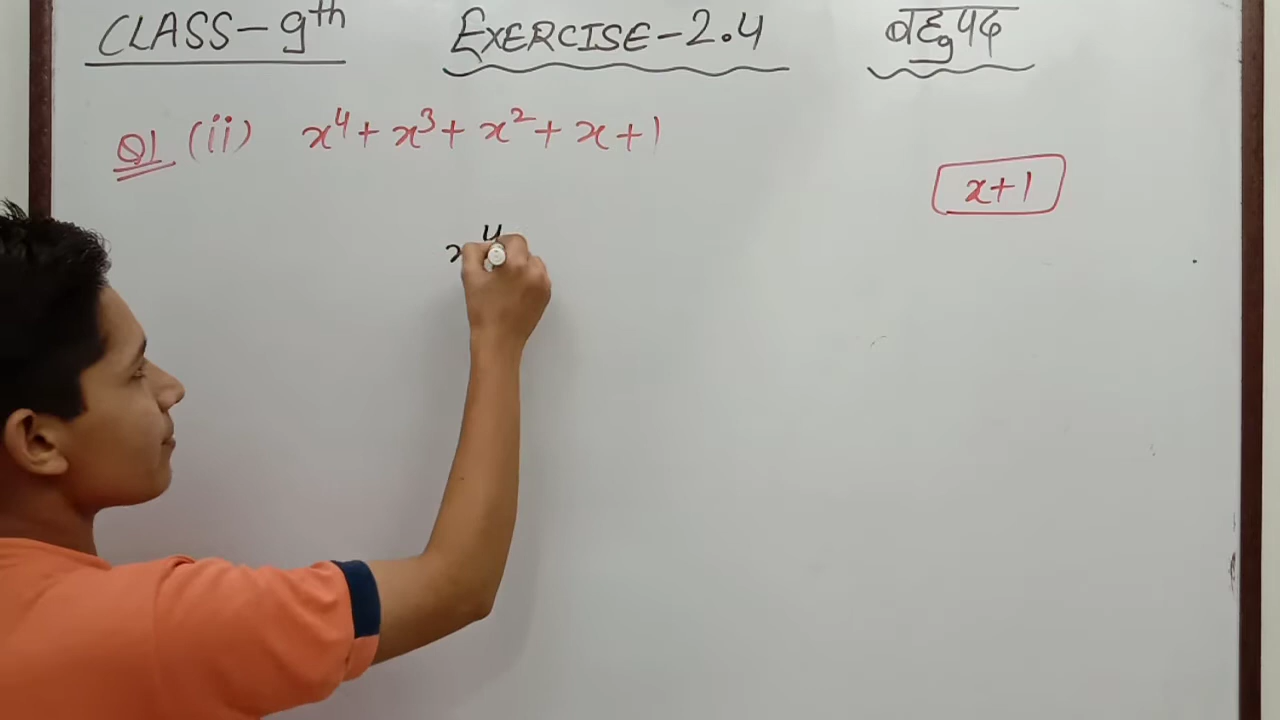 CLASS-9th EXERCISE-2.4 बहुपद
Q1 (ii) x⁴+x³+x²+x+1
x+1
x⁴